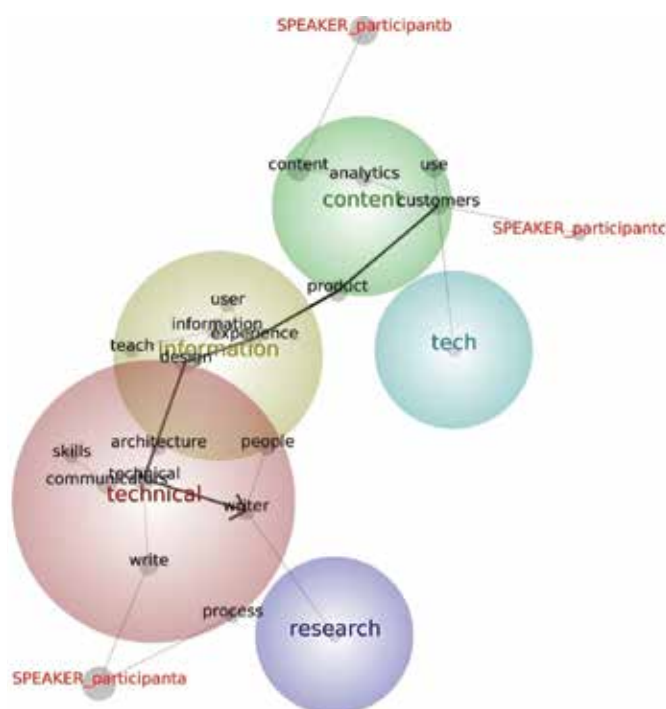 SPEAKER_participantb
content
analytics
use
content
customers
SPEAKER_participantc
product
user
information
experience
teach
information
design
tech
architecture
people
skills
technical
communicators
technical
writer
write
process
research
SPEAKER_participanta